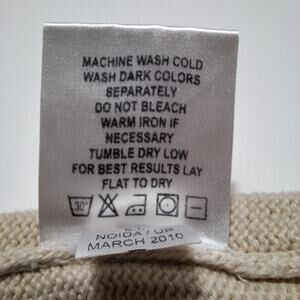 MACHINE WASH COLD
WASH DARK COLORS
SEPARATELY
DO NOT BLEACH
WARM IRON IF
NECESSARY
TUMBLE DRY LOW
FOR BEST RESULTS LAY
FLAT TO DRY
30°
NOIDA / UP
MARCH 2010